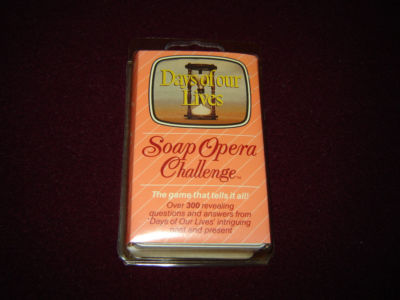 Days of our
Lives
Soap Opera
Challenge™
The game that tells it all!
Over 300 revealing
questions and answers from
'Days of Our Lives' intriguing
past and present